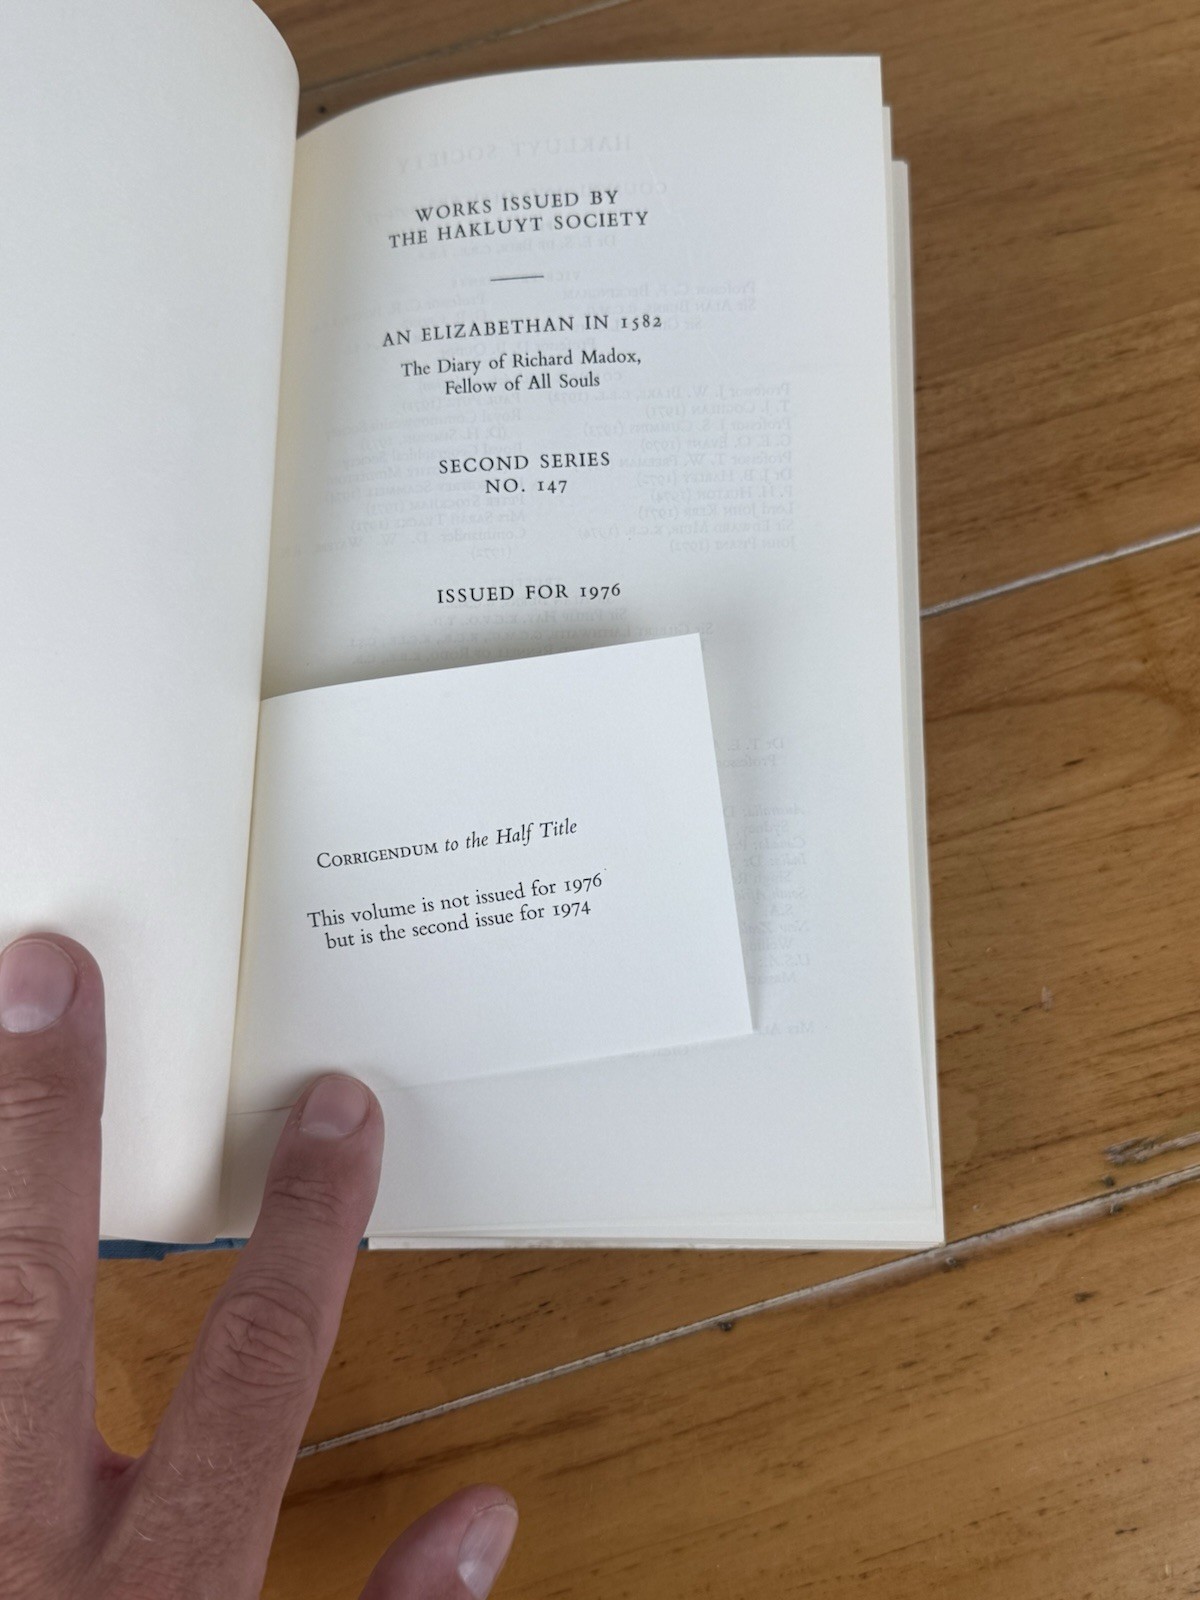 WORKS ISSUED BY
THE HAKLUYT SOCIETY
AN ELIZABETHAN IN 1582
The Diary of Richard Madox,
Fellow of All Souls
SECOND SERIES
NO. 147
ISSUED FOR 1976
CORRIGENDUM to the Half Title
This volume is not issued for 1976
but is the second issue for 1974